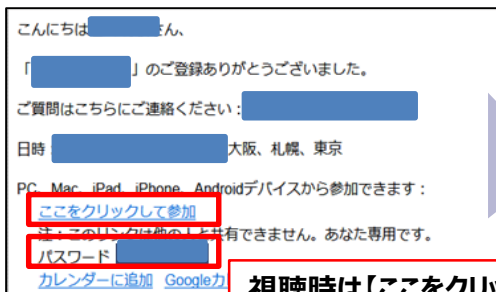 こんにちは さん、
「 」のご登録ありがとうございました。
ご質問はこちらにご連絡ください：
日時 大阪、札幌、東京
PC、Mac、iPad、iPhone、Androidデバイスから参加できます：
ここをクリックして参加
注：このリンクは他の人と共有できません。あなた専用です。
パスワード
カレンダーに追加 Googleカ
視聴時は【ここをクリッ